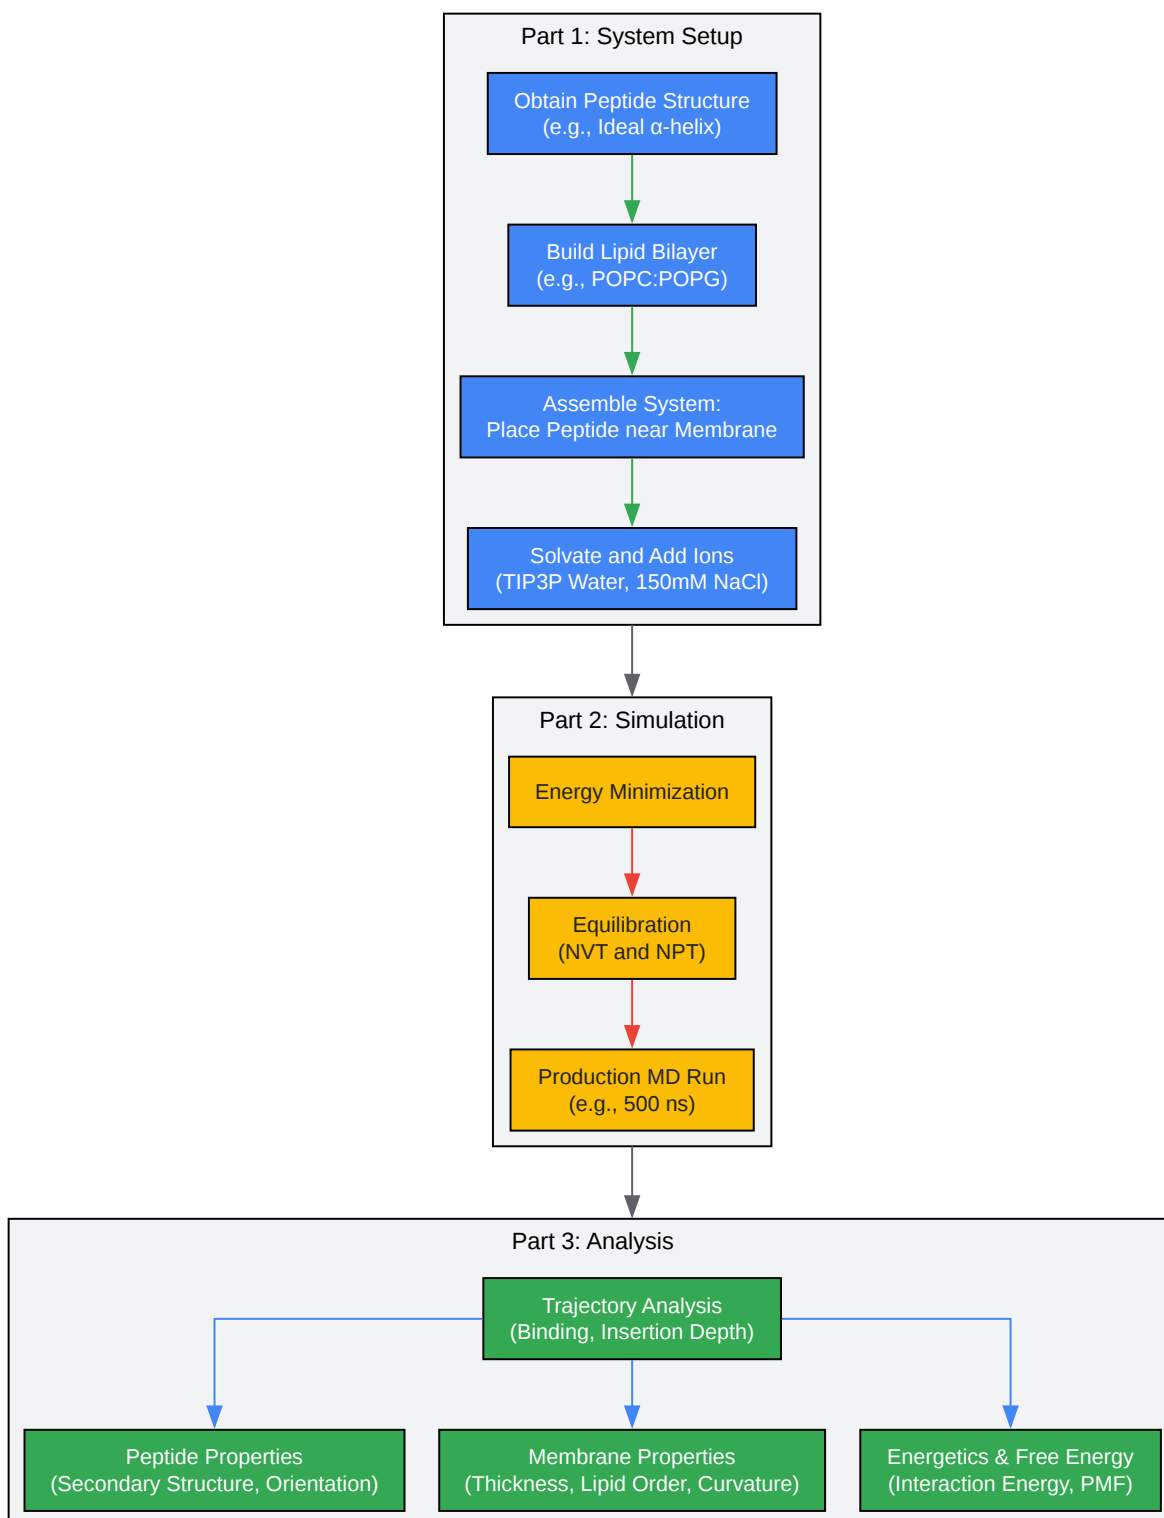 Part 1: System Setup
Obtain Peptide Structure
(e.g., Ideal α-helix)
Build Lipid Bilayer
(e.g., POPC:POPG)
Assemble System:
Place Peptide near Membrane
Solvate and Add Ions
(TIP3P Water, 150mM NaCl)
Part 2: Simulation
Energy Minimization
Equilibration
(NVT and NPT)
Production MD Run
(e.g., 500 ns)
Part 3: Analysis
Trajectory Analysis
(Binding, Insertion Depth)
Peptide Properties
(Secondary Structure, Orientation)
Membrane Properties
(Thickness, Lipid Order, Curvature)
Energetics & Free Energy
(Interaction Energy, PMF)